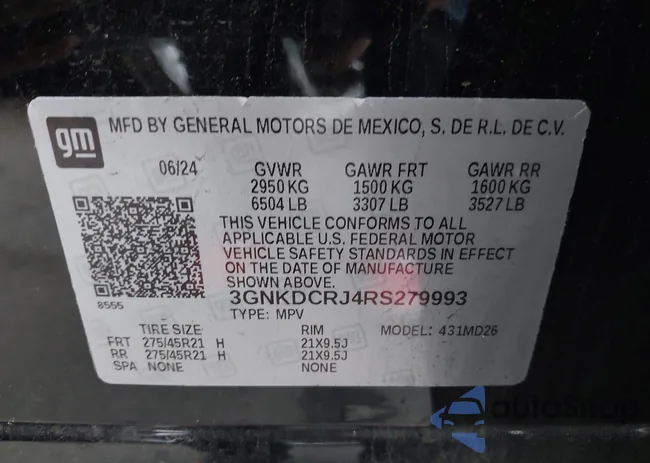 gm
MFD BY GENERAL MOTORS DE MEXICO, S. DE R.L. DE C.V.
06/24 GVWR GAWR FRT GAWR RR
2950 KG 1500 KG 1600 KG
6504 LB 3307 LB 3527 LB
THIS VEHICLE CONFORMS TO ALL
APPLICABLE U.S. FEDERAL MOTOR
VEHICLE SAFETY STANDARDS IN EFFECT
ON THE DATE OF MANUFACTURE
SHOWN ABOVE.
8555
3GNKDCRJ4RS279993
TYPE: MPV
TIRE SIZE RIM MODEL: 431MD26
FRT 275/45R21 H 21X9.5J
RR 275/45R21 H 21X9.5J
SPA NONE NONE